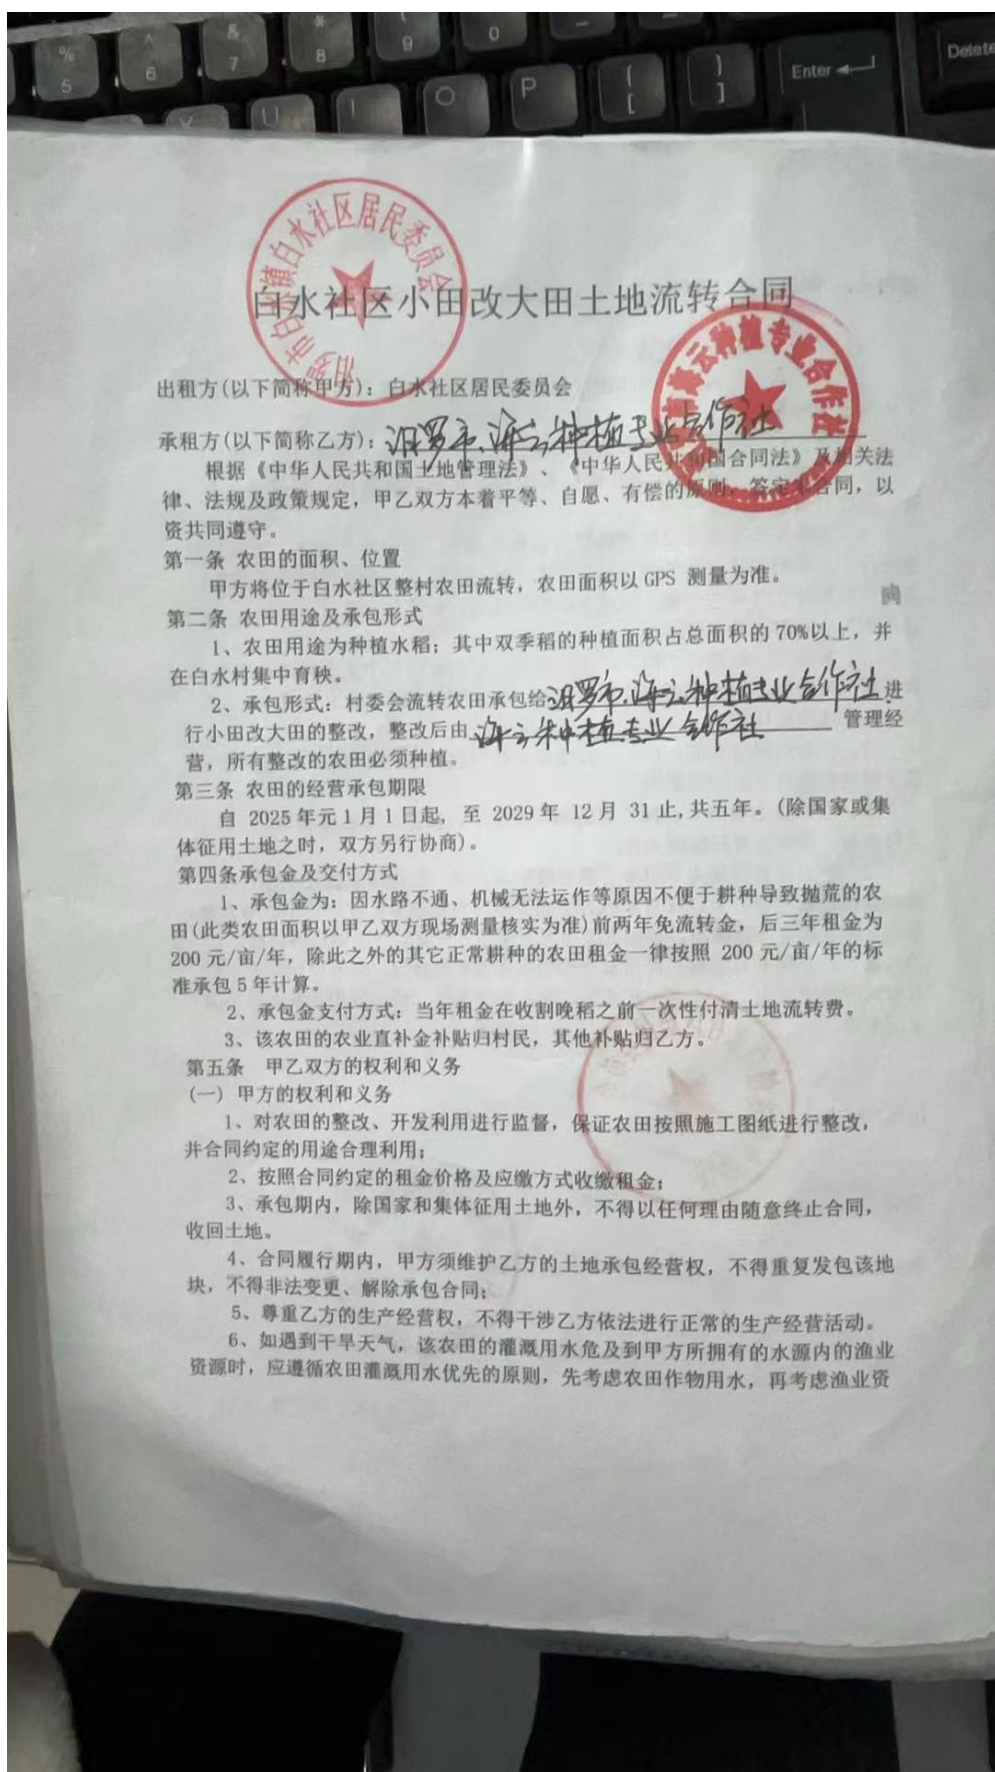 % 5
^ 6
& 7
* 8
( 9
) 0
Y U I O P { [ } ] Enter Delete
汨罗市白水镇白水社区居民委员会
白水社区小田改大田土地流转合同
海云种植专业合作社
出租方(以下简称甲方): 白水社区居民委员会
承租方(以下简称乙方): 汨罗市海云种植专业合作社
根据《中华人民共和国土地管理法》、《中华人民共和国合同法》及相关法
律、法规及政策规定，甲乙双方本着平等、自愿、有偿的原则，签定本合同，以
资共同遵守。
第一条 农田的面积、位置
甲方将位于白水社区整村农田流转，农田面积以 GPS 测量为准。
第二条 农田用途及承包形式
1、农田用途为种植水稻；其中双季稻的种植面积占总面积的 70%以上，并
在白水村集中育秧。
2、承包形式：村委会流转农田承包给汨罗市海云种植专业合作社进
行小田改大田的整改，整改后由海云种植专业合作社管理经
营，所有整改的农田必须种植。
第三条 农田的经营承包期限
自 2025 年元 1 月 1 日起, 至 2029 年 12 月 31 止,共五年。(除国家或集
体征用土地之时，双方另行协商)。
第四条承包金及交付方式
1、承包金为：因水路不通、机械无法运作等原因不便于耕种导致抛荒的农
田(此类农田面积以甲乙双方现场测量核实为准)前两年免流转金，后三年租金为
200 元/亩/年，除此之外的其它正常耕种的农田租金一律按照 200 元/亩/年的标
准承包 5 年计算。
2、承包金支付方式：当年租金在收割晚稻之前一次性付清土地流转费。
3、该农田的农业直补金补贴归村民，其他补贴归乙方。
第五条 甲乙双方的权利和义务
(一) 甲方的权利和义务
1、对农田的整改、开发利用进行监督，保证农田按照施工图纸进行整改，
并合同约定的用途合理利用；
2、按照合同约定的租金价格及应缴方式收缴租金；
3、承包期内，除国家和集体征用土地外，不得以任何理由随意终止合同，
收回土地。
4、合同履行期内，甲方须维护乙方的土地承包经营权，不得重复发包该地
块，不得非法变更、解除承包合同；
5、尊重乙方的生产经营权，不得干涉乙方依法进行正常的生产经营活动。
6、如遇到干旱天气，该农田的灌溉用水危及到甲方所拥有的水源内的渔业
资源时，应遵循农田灌溉用水优先的原则，先考虑农田作物用水，再考虑渔业资